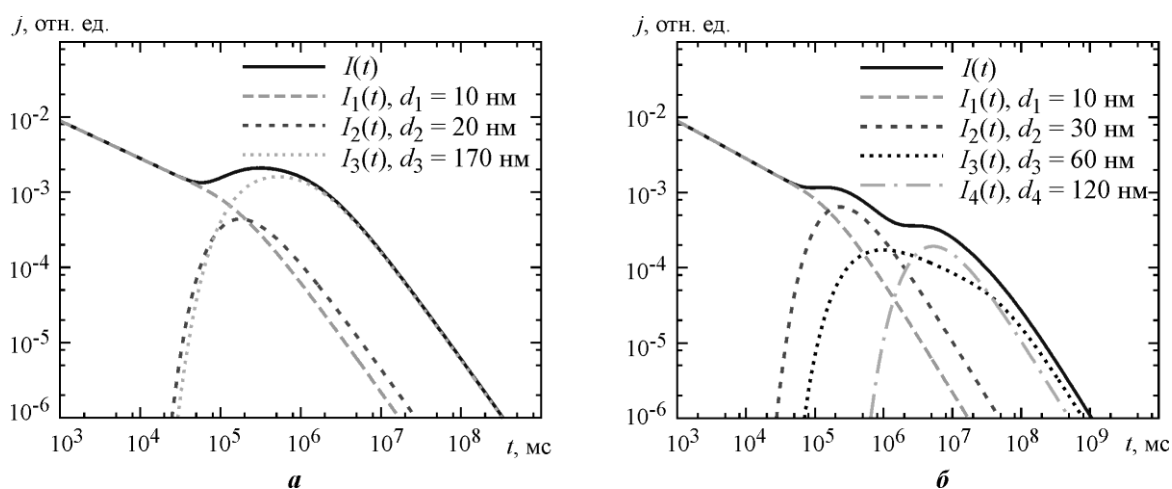 j, отн. ед.
I(t)
I₁(t), d₁ = 10 нм
I₂(t), d₂ = 20 нм
I₃(t), d₃ = 170 нм
10⁻²
10⁻³
10⁻⁴
10⁻⁵
10⁻⁶
10³ 10⁴ 10⁵ 10⁶ 10⁷ 10⁸ t, мс
а
j, отн. ед.
I(t)
I₁(t), d₁ = 10 нм
I₂(t), d₂ = 30 нм
I₃(t), d₃ = 60 нм
I₄(t), d₄ = 120 нм
10⁻²
10⁻³
10⁻⁴
10⁻⁵
10⁻⁶
10³ 10⁴ 10⁵ 10⁶ 10⁷ 10⁸ 10⁹ t, мс
б